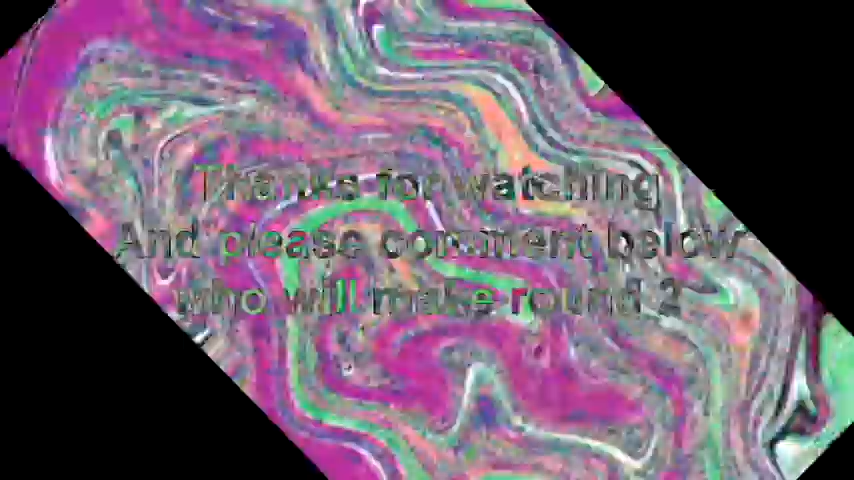 Thanks for watching
And please comment below
who will make round 2